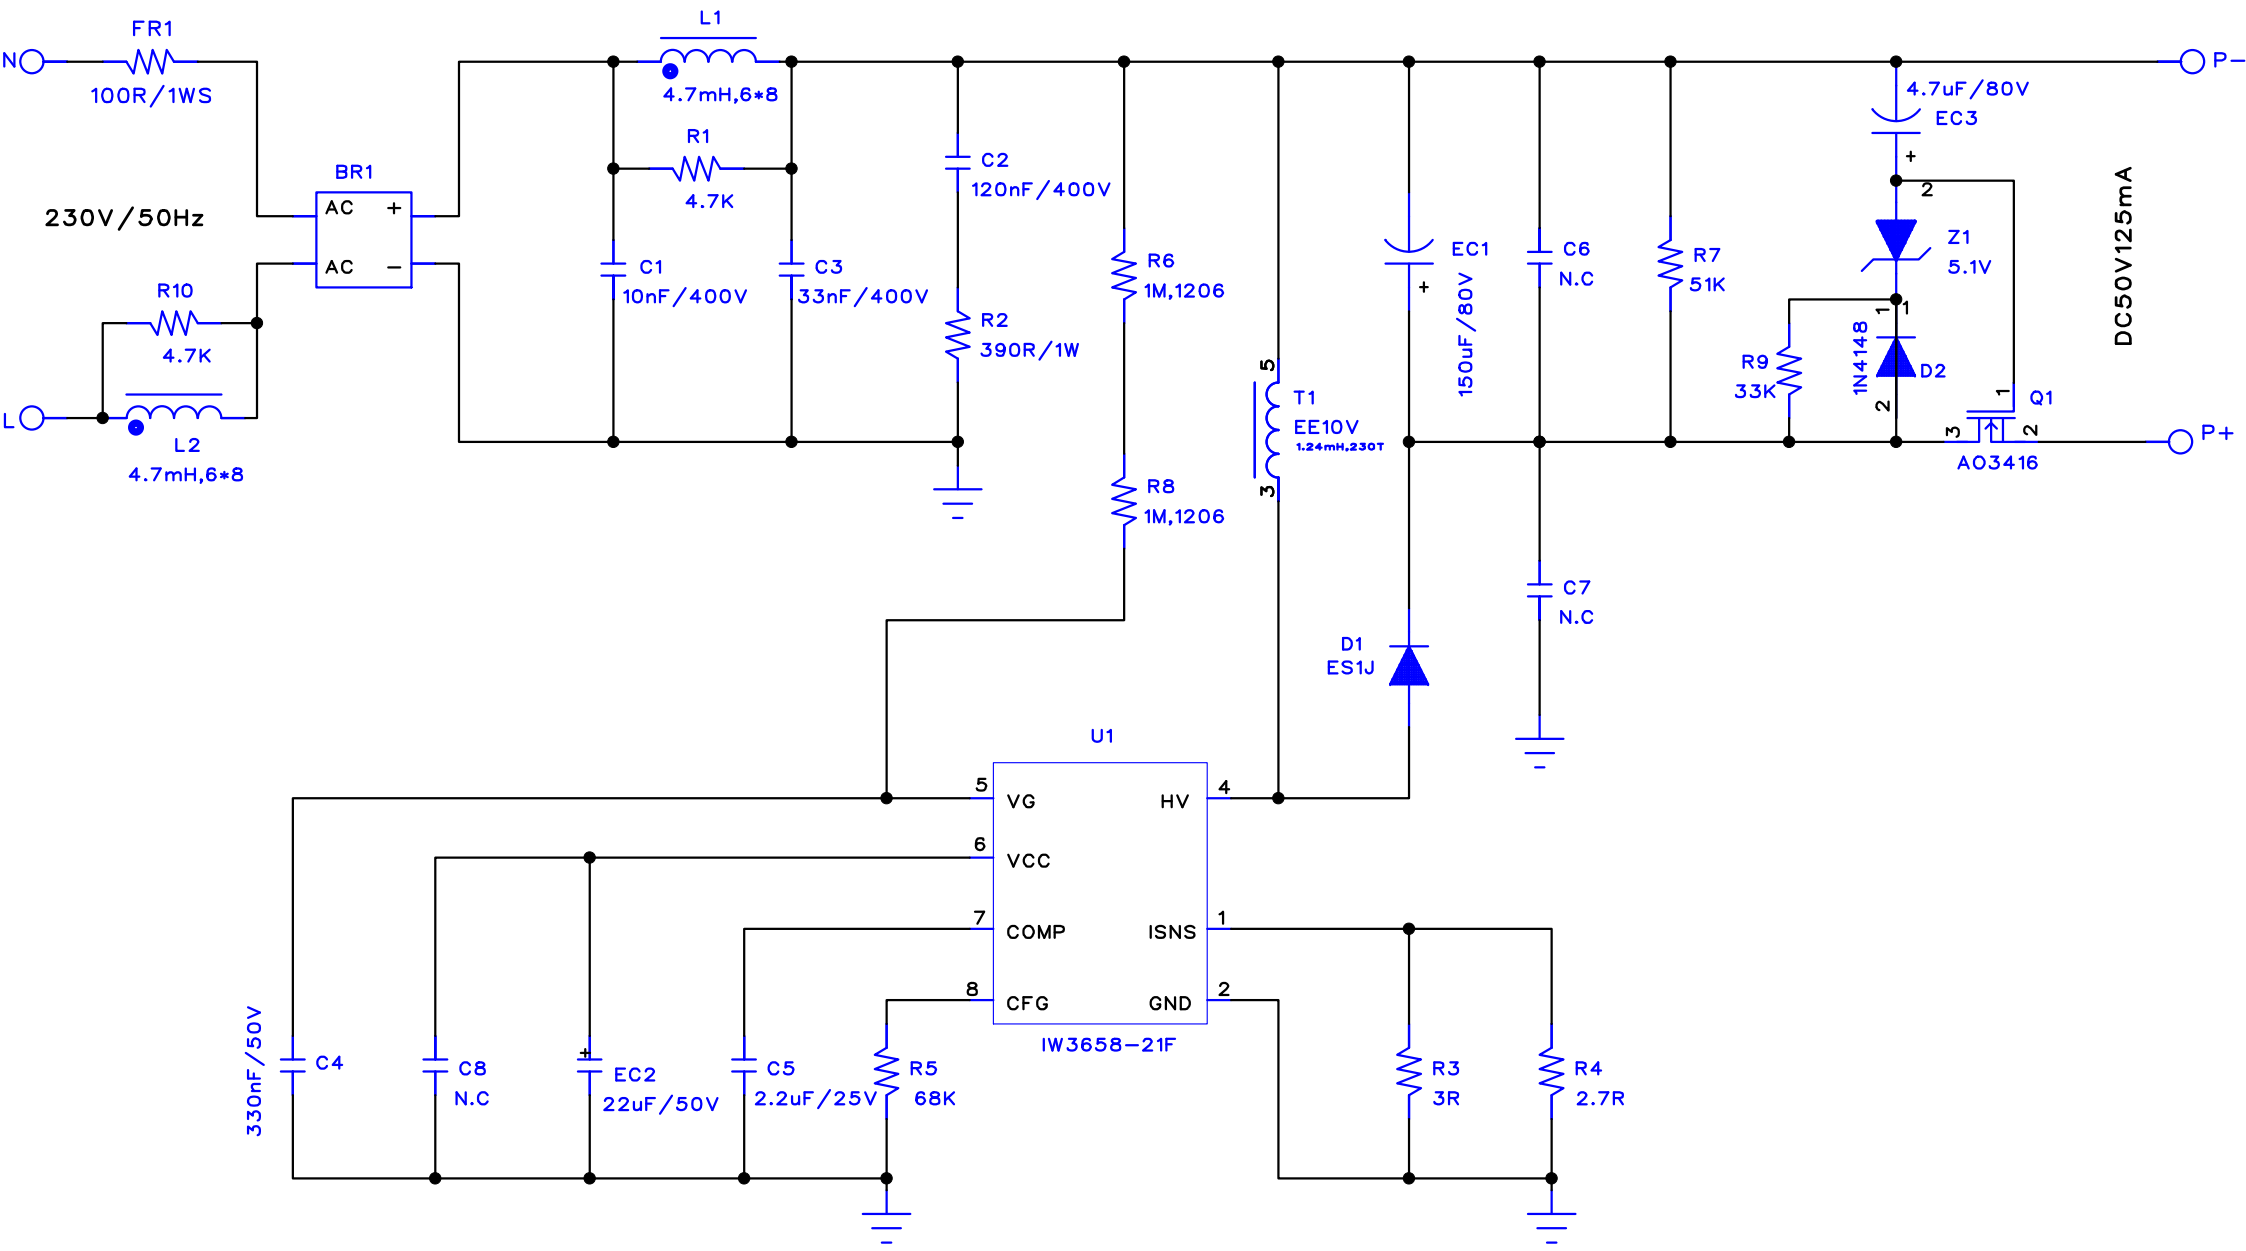 FR1
N
100R/1WS
L1
4.7mH,6*8
P-
4.7uF/80V
EC3
+
R1
4.7K
BR1
AC +
AC -
230V/50Hz
C2
120nF/400V
2
DC50V125mA
Z1
5.1V
C1
10nF/400V
C3
33nF/400V
R6
1M,1206
EC1
+
150uF/80V
C6
N.C
R7
51K
R10
4.7K
R2
390R/1W
1
1
1N4148
D2
2
R9
33K
5
T1
EE10V
1.24mH,230T
3
1
Q1
3
2
AO3416
P+
L
L2
4.7mH,6*8
R8
1M,1206
C7
N.C
D1
ES1J
U1
5
VG
HV
4
6
VCC
7
COMP
ISNS
1
8
CFG
GND
2
IW3658-21F
330nF/50V
C4
C8
N.C
+
EC2
22uF/50V
C5
2.2uF/25V
R5
68K
R3
3R
R4
2.7R